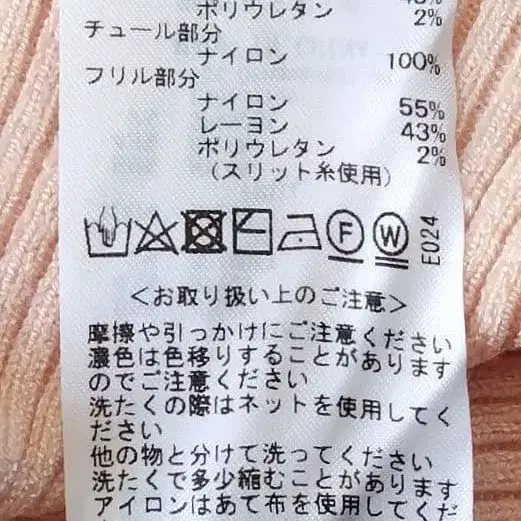 ポリウレタン 2%
チュール部分
ナイロン 100%
フリル部分
ナイロン 55%
レーヨン 43%
ポリウレタン 2%
(スリット糸使用)
F W E024
<お取り扱い上のご注意>
摩擦や引っかけにご注意ください
濃色は色移りすることがあります
のでご注意ください
洗たくの際はネットを使用してく
ださい
他の物と分けて洗ってください
洗たくで多少縮むことがあります
アイロンはあて布を使用してくだ